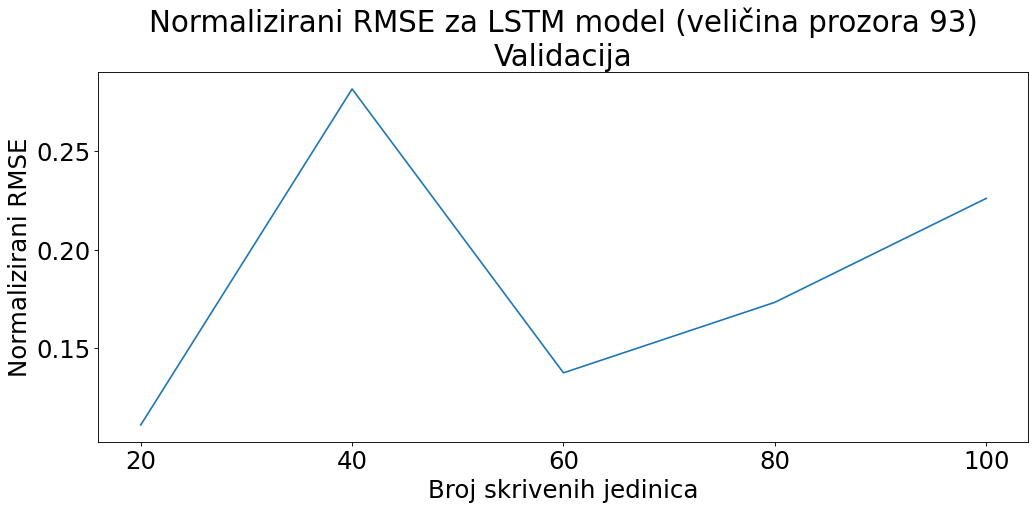 Normalizirani RMSE za LSTM model (veličina prozora 93)
Validacija
Normalizirani RMSE
0.25
0.20
0.15
20 40 60 80 100
Broj skrivenih jedinica